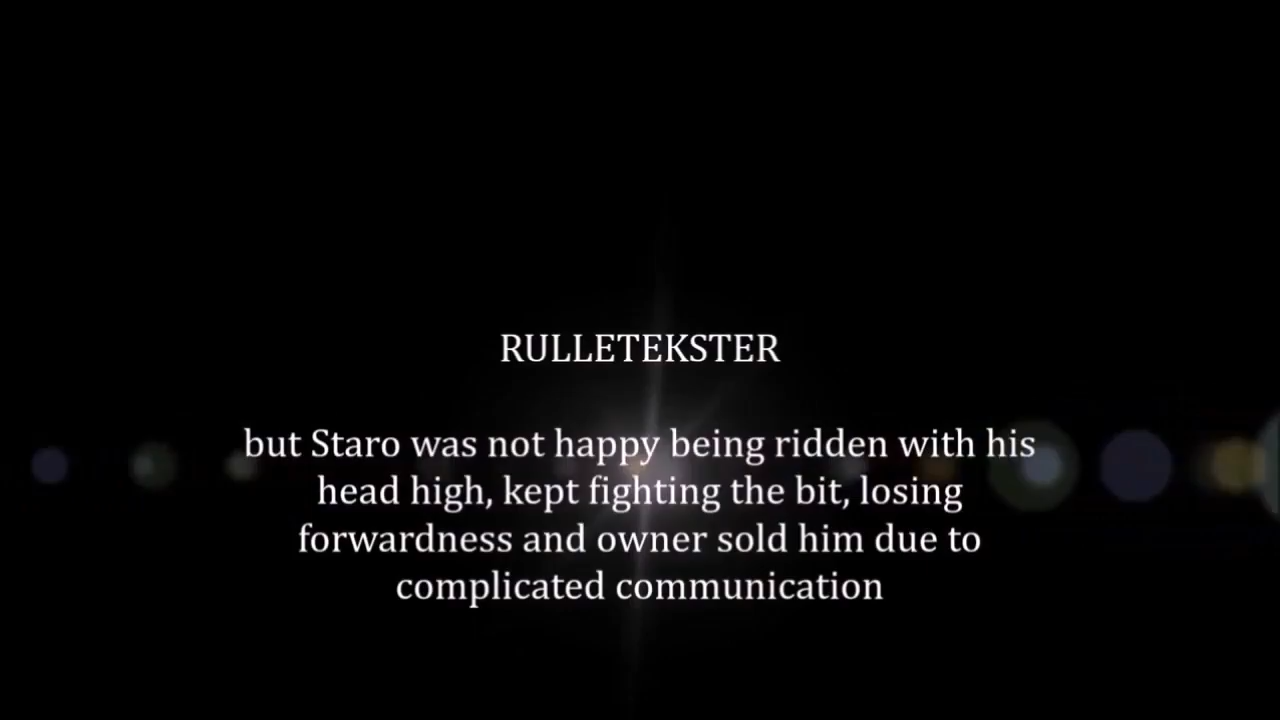 RULLETEKSTER
but Staro was not happy being ridden with his
head high, kept fighting the bit, losing
forwardness and owner sold him due to
complicated communication